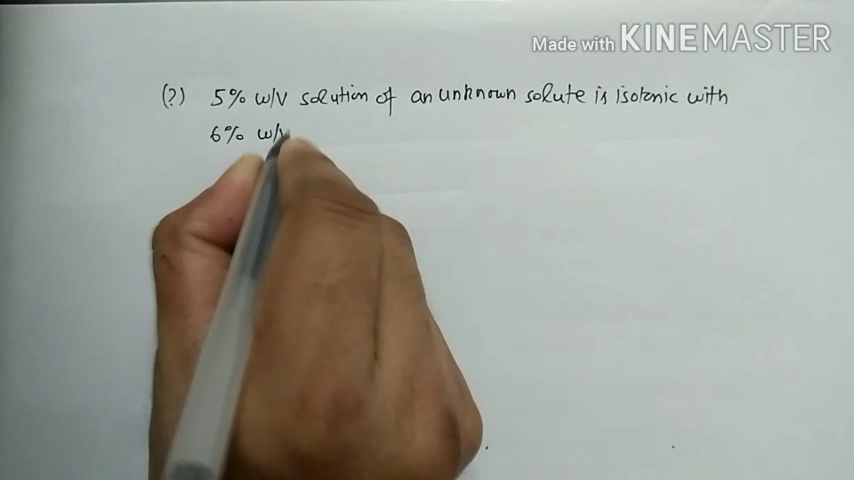 Made with KINEMASTER
(?) 5% w/v solution of an unknown solute is isotonic with
6% w/v